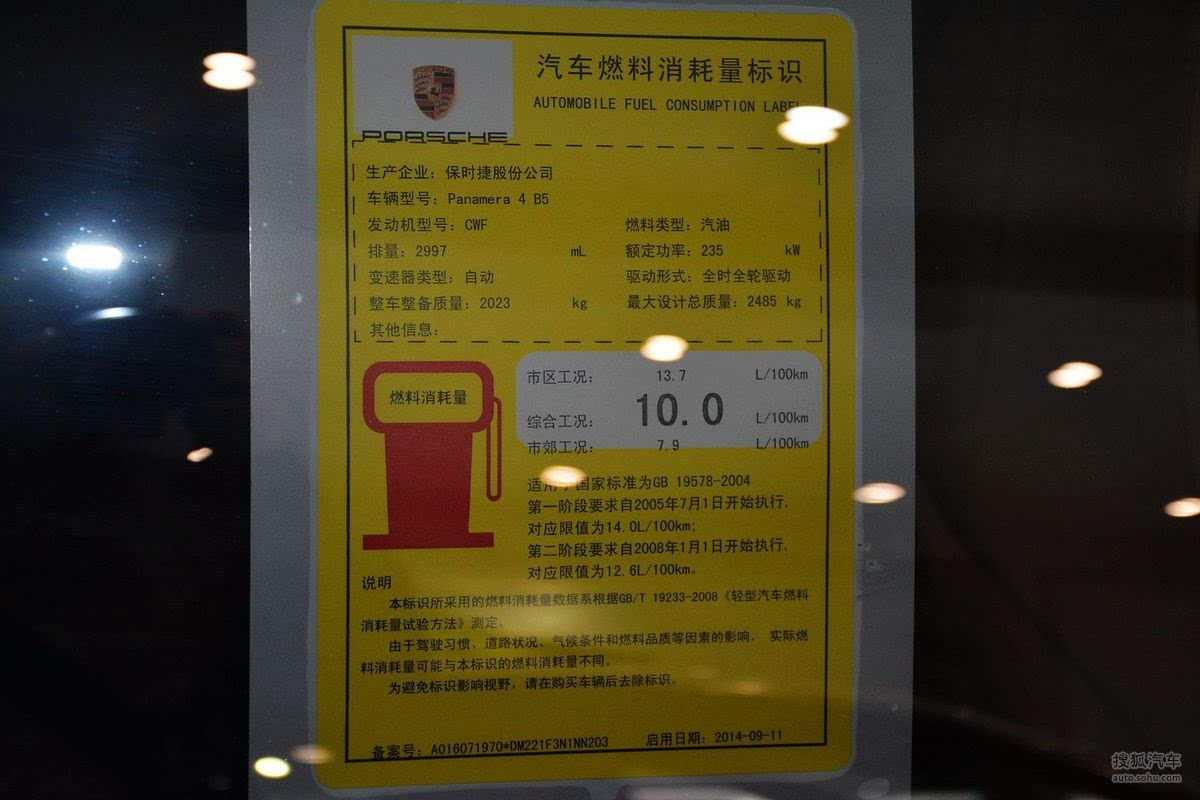 汽车燃料消耗量标识
AUTOMOBILE FUEL CONSUMPTION LABEL
PORSCHE
生产企业：保时捷股份公司
车辆型号：Panamera 4 B5
发动机型号：CWF 燃料类型：汽油
排量：2997 mL 额定功率：235 kW
变速器类型：自动 驱动形式：全时全轮驱动
整车整备质量：2023 kg 最大设计总质量：2485 kg
其他信息：
燃料消耗量
市区工况： 13.7 L/100km
综合工况： 10.0 L/100km
市郊工况： 7.9 L/100km
适用于国家标准为GB 19578-2004
第一阶段要求自2005年7月1日开始执行，
对应限值为14.0L/100km；
第二阶段要求自2008年1月1日开始执行，
对应限值为12.6L/100km。
说明
本标识所采用的燃料消耗量数据系根据GB/T 19233-2008《轻型汽车燃料
消耗量试验方法》测定。
由于驾驶习惯、道路状况、气候条件和燃料品质等因素的影响， 实际燃
料消耗量可能与本标识的燃料消耗量不同。
为避免标识影响视野，请在购买车辆后去除标识。
备案号：A016071970*DM221F3N1NN203 启用日期：2014-09-11
搜狐汽车
auto.sohu.com